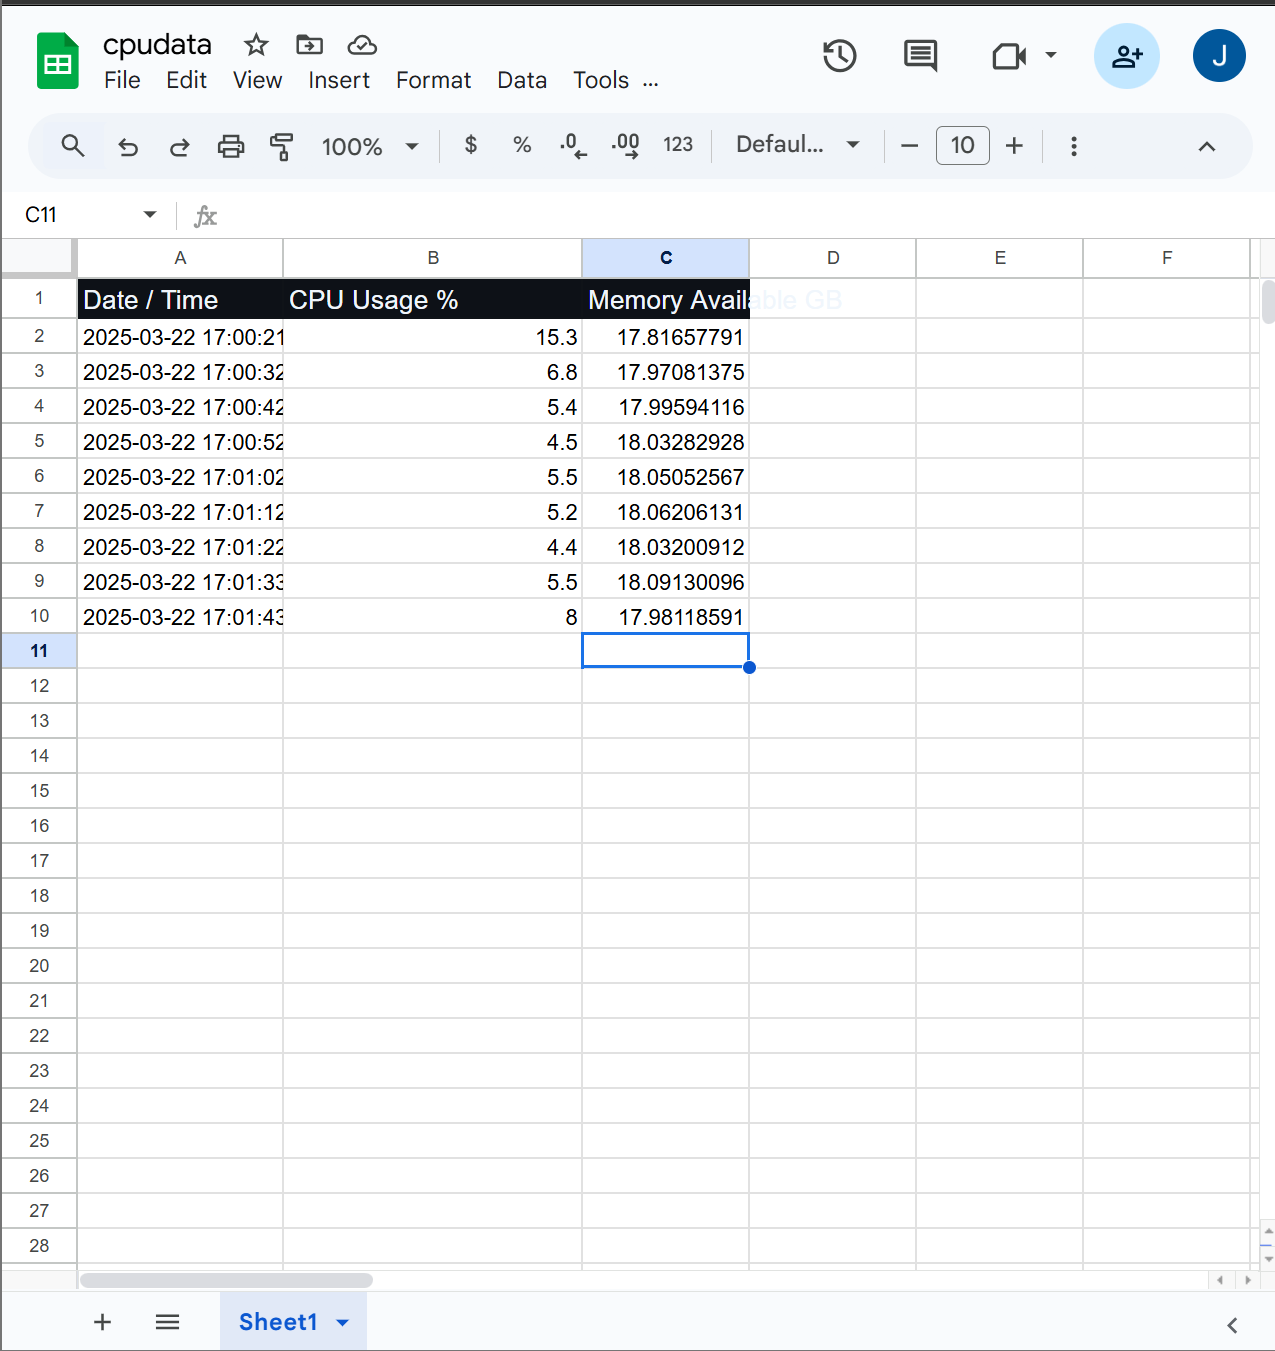 cpudata
File Edit View Insert Format Data Tools ...
100% $ % .0 .00 123 Defaul... 10
J
C11 fx
A B C D E F
1 Date / Time CPU Usage % Memory Available GB
2 2025-03-22 17:00:21 15.3 17.81657791
3 2025-03-22 17:00:32 6.8 17.97081375
4 2025-03-22 17:00:42 5.4 17.99594116
5 2025-03-22 17:00:52 4.5 18.03282928
6 2025-03-22 17:01:02 5.5 18.05052567
7 2025-03-22 17:01:12 5.2 18.06206131
8 2025-03-22 17:01:22 4.4 18.03200912
9 2025-03-22 17:01:33 5.5 18.09130096
10 2025-03-22 17:01:43 8 17.98118591
11
12
13
14
15
16
17
18
19
20
21
22
23
24
25
26
27
28
Sheet1